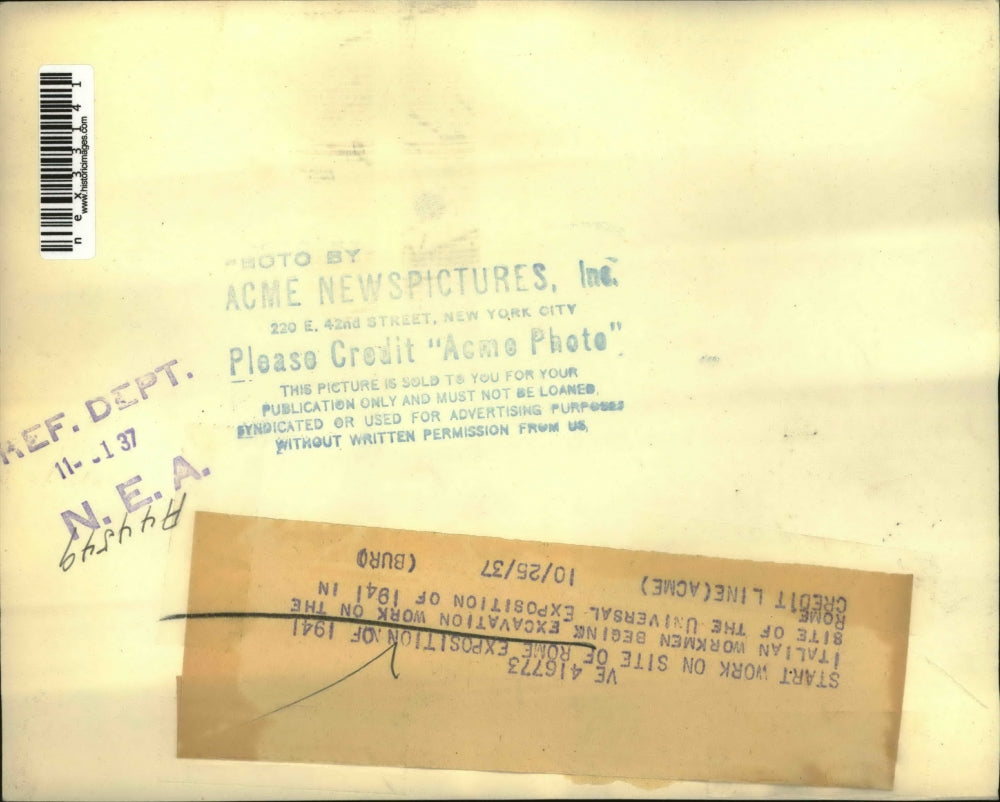 n e x 3 3 1 4 1
www.historicimages.com
PHOTO BY
ACME NEWSPICTURES, Inc.
220 E. 42nd STREET, NEW YORK CITY
Please Credit "Acme Photo"
THIS PICTURE IS SOLD TO YOU FOR YOUR
PUBLICATION ONLY AND MUST NOT BE LOANED,
SYNDICATED OR USED FOR ADVERTISING PURPOSES
WITHOUT WRITTEN PERMISSION FROM US.
REF. DEPT.
11- -1 37
N. E. A.
VE 416773
START WORK ON SITE OF ROME EXPOSITION OF 1941
ITALIAN WORKMEN BEGINE EXCAVATION WORK ON THE
SITE OF THE UNIVERSAL EXPOSITION OF 1941 IN
ROME
CREDIT LINE(ACME) 10/25/37 (BURO